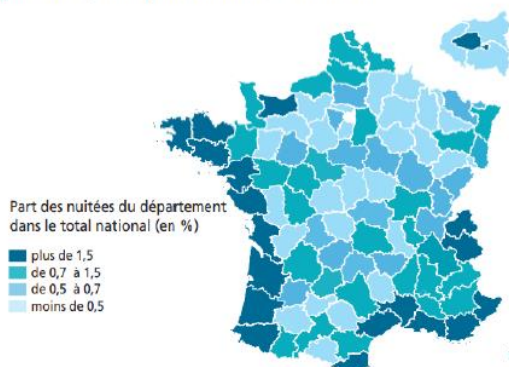 Part des nuitées du département
dans le total national (en %)
plus de 1,5
de 0,7 à 1,5
de 0,5 à 0,7
moins de 0,5